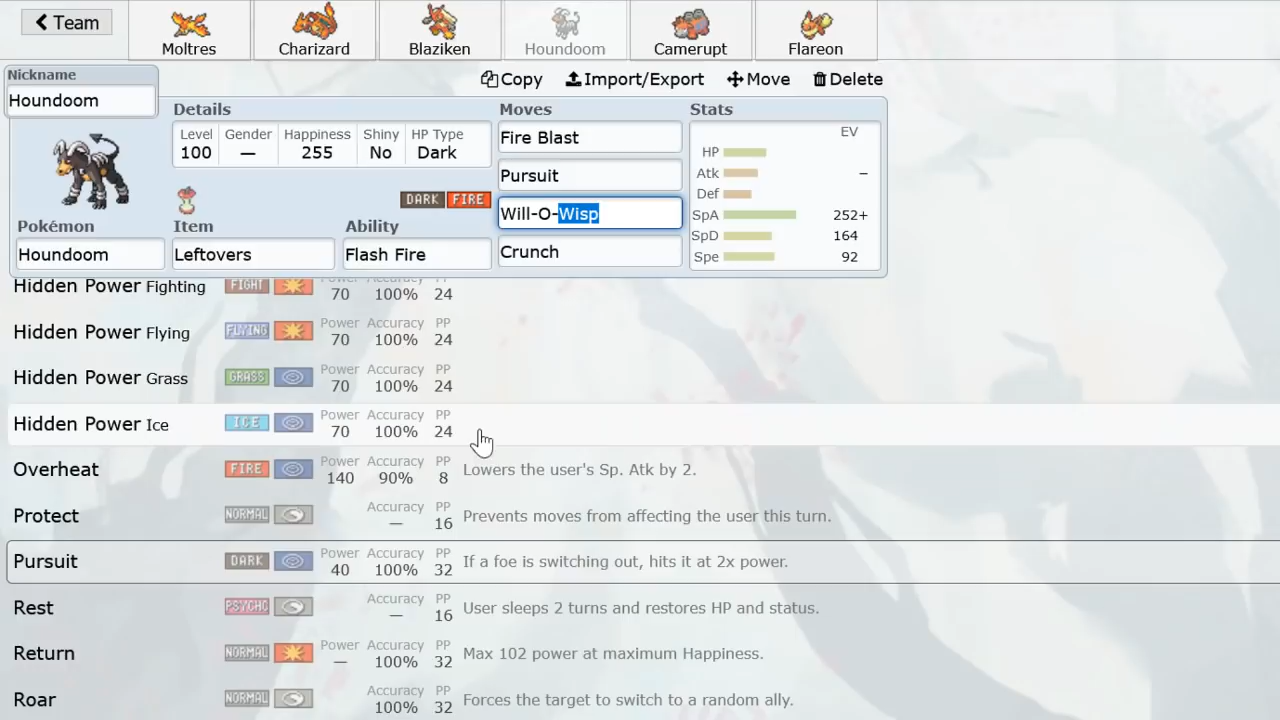 Team
Moltres
Charizard
Blaziken
Houndoom
Camerupt
Flareon
Nickname
Houndoom
Copy
Import/Export
Move
Delete
Details
Level Gender Happiness Shiny HP Type
100 — 255 No Dark
DARK FIRE
Pokémon
Houndoom
Item
Leftovers
Ability
Flash Fire
Moves
Fire Blast
Pursuit
Will-O-Wisp
Crunch
Stats
EV
HP
Atk –
Def
SpA 252+
SpD 164
Spe 92
Hidden Power Fighting FIGHT Power 70 Accuracy 100% PP 24
Hidden Power Flying FLYING Power 70 Accuracy 100% PP 24
Hidden Power Grass GRASS Power 70 Accuracy 100% PP 24
Hidden Power Ice ICE Power 70 Accuracy 100% PP 24
Overheat FIRE Power 140 Accuracy 90% PP 8 Lowers the user's Sp. Atk by 2.
Protect NORMAL Accuracy — PP 16 Prevents moves from affecting the user this turn.
Pursuit DARK Power 40 Accuracy 100% PP 32 If a foe is switching out, hits it at 2x power.
Rest PSYCHC Accuracy — PP 16 User sleeps 2 turns and restores HP and status.
Return NORMAL Power — Accuracy 100% PP 32 Max 102 power at maximum Happiness.
Roar NORMAL Accuracy 100% PP 32 Forces the target to switch to a random ally.